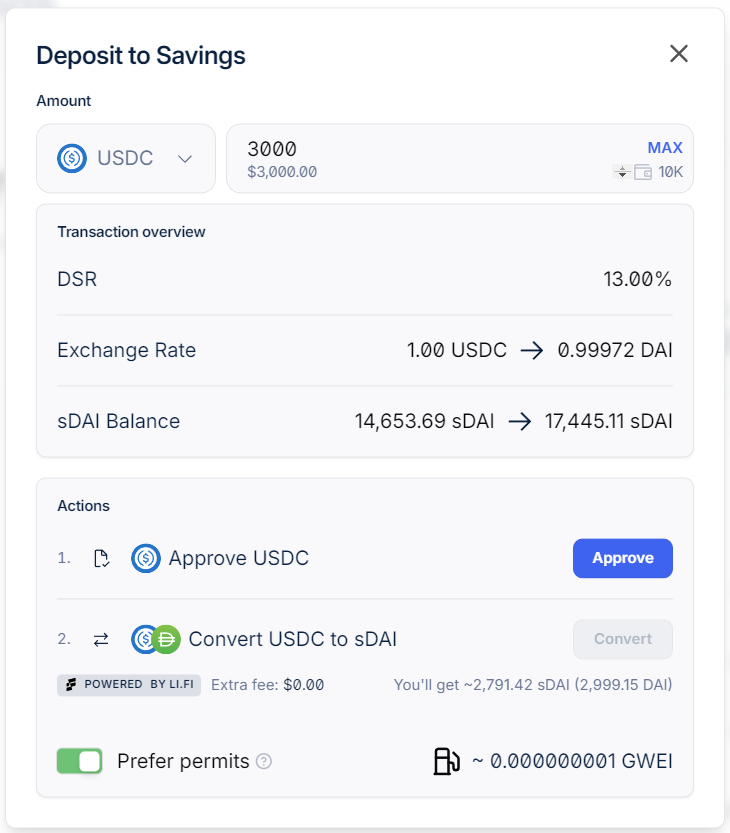 Deposit to Savings
Amount
USDC
3000
MAX
$3,000.00
10K
Transaction overview
DSR 13.00%
Exchange Rate 1.00 USDC → 0.99972 DAI
sDAI Balance 14,653.69 sDAI → 17,445.11 sDAI
Actions
1. Approve USDC Approve
2. Convert USDC to sDAI Convert
POWERED BY LI.FI Extra fee: $0.00 You'll get ~2,791.42 sDAI (2,999.15 DAI)
Prefer permits ? ~ 0.000000001 GWEI